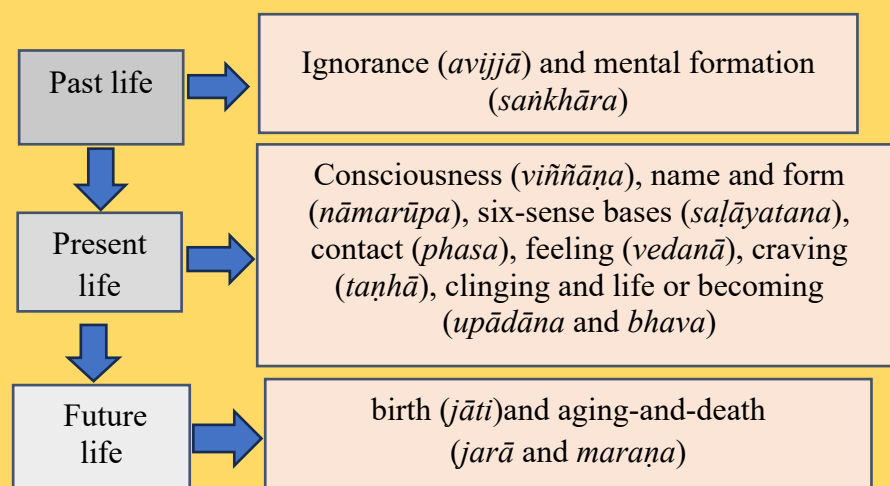 Past life
Ignorance (avijjā) and mental formation
(saṅkhāra)
Present
life
Consciousness (viññāṇa), name and form
(nāmarūpa), six-sense bases (saḷāyatana),
contact (phasa), feeling (vedanā), craving
(taṇhā), clinging and life or becoming
(upādāna and bhava)
Future
life
birth (jāti)and aging-and-death
(jarā and maraṇa)